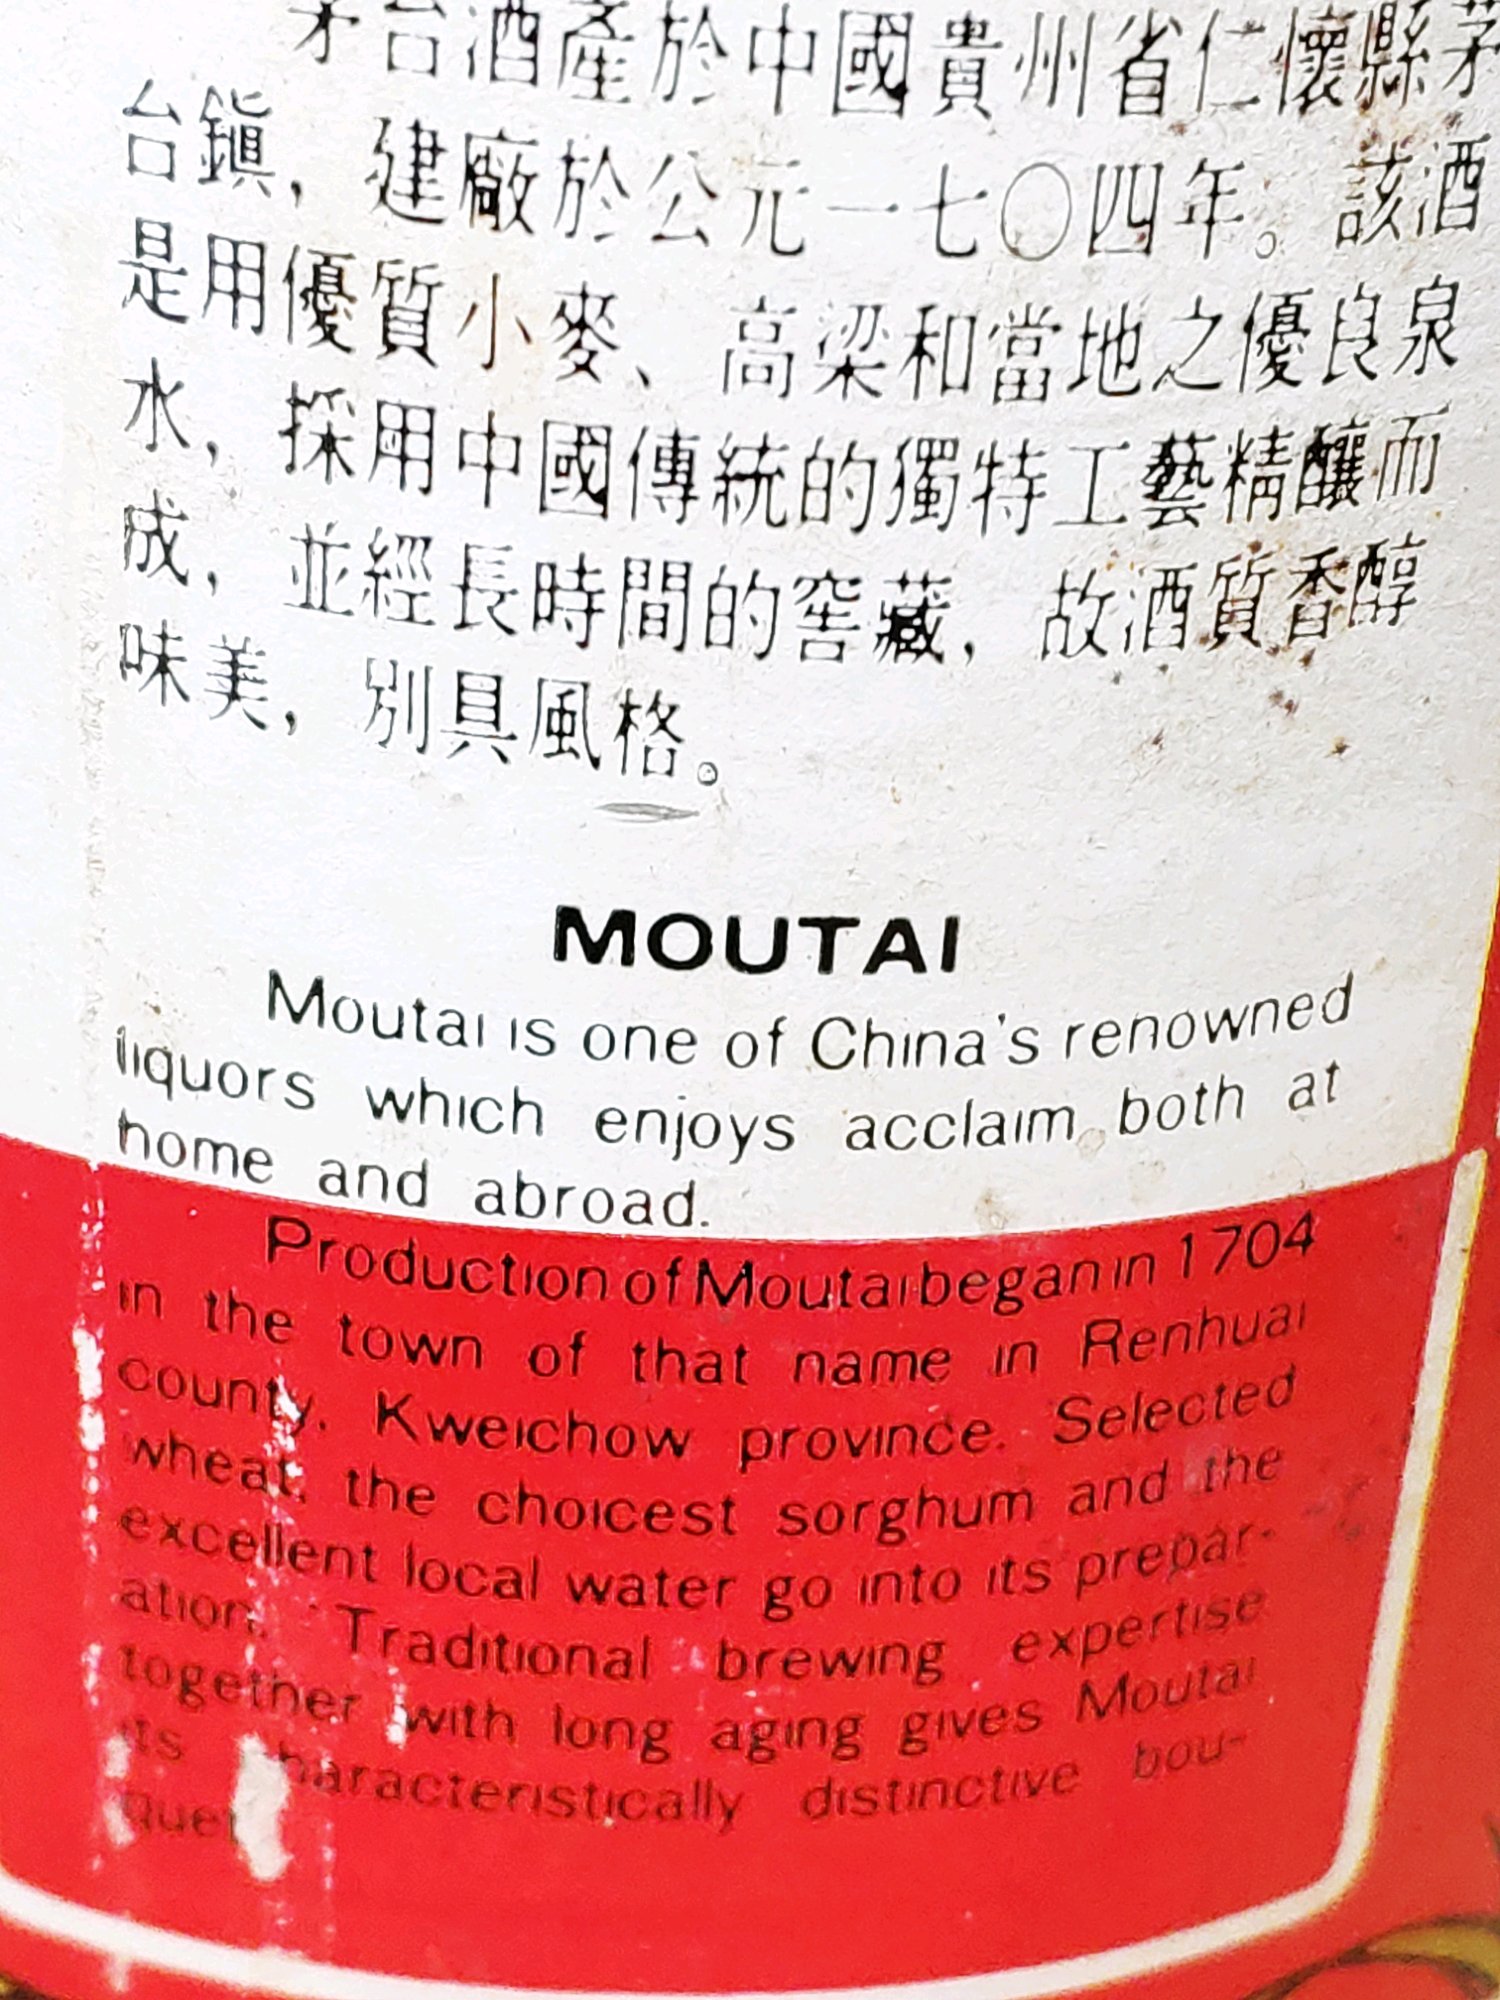 茅台酒產於中國貴州省仁懷縣茅
台鎮，建廠於公元一七〇四年。該酒
是用優質小麥、高粱和當地之優良泉
水，採用中國傳統的獨特工藝精釀而
成，並經長時間的窖藏，故酒質香醇
味美，別具風格。
MOUTAI
Moutai is one of China's renowned
liquors which enjoys acclaim both at
home and abroad.
Production of Moutai began in 1704
in the town of that name in Renhuai
county, Kweichow province. Selected
wheat, the choicest sorghum and the
excellent local water go into its prepar-
ation. Traditional brewing expertise
together with long aging gives Moutai
its characteristically distinctive bou-
quet